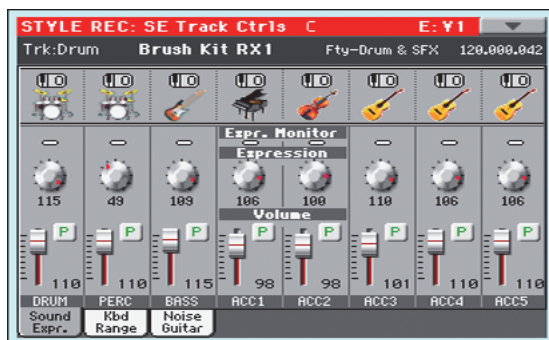 STYLE REC: SE Track Ctrls C E: ¥1
Trk:Drum Brush Kit RX1 Fty-Drum & SFX 120.000.042
Expr. Monitor
Expression
115 49 109 106 100 110 106 106
Volume
P P P P P P P P
110 110 115 98 98 101 110 110
DRUM PERC BASS ACC1 ACC2 ACC3 ACC4 ACC5
Sound Expr. Kbd Range Noise Guitar